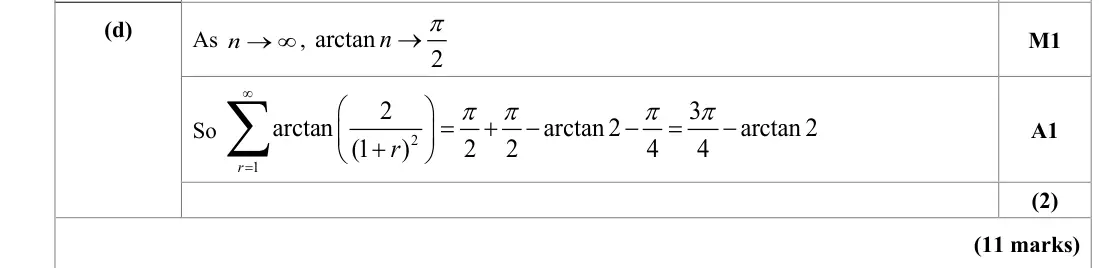 (d) As n → ∞, arctan n → π/2 M1
So ∑_{r=1}^{∞} arctan(2/(1+r)²) = π/2 + π/2 − arctan 2 − π/4 = 3π/4 − arctan 2 A1
(2)
(11 marks)